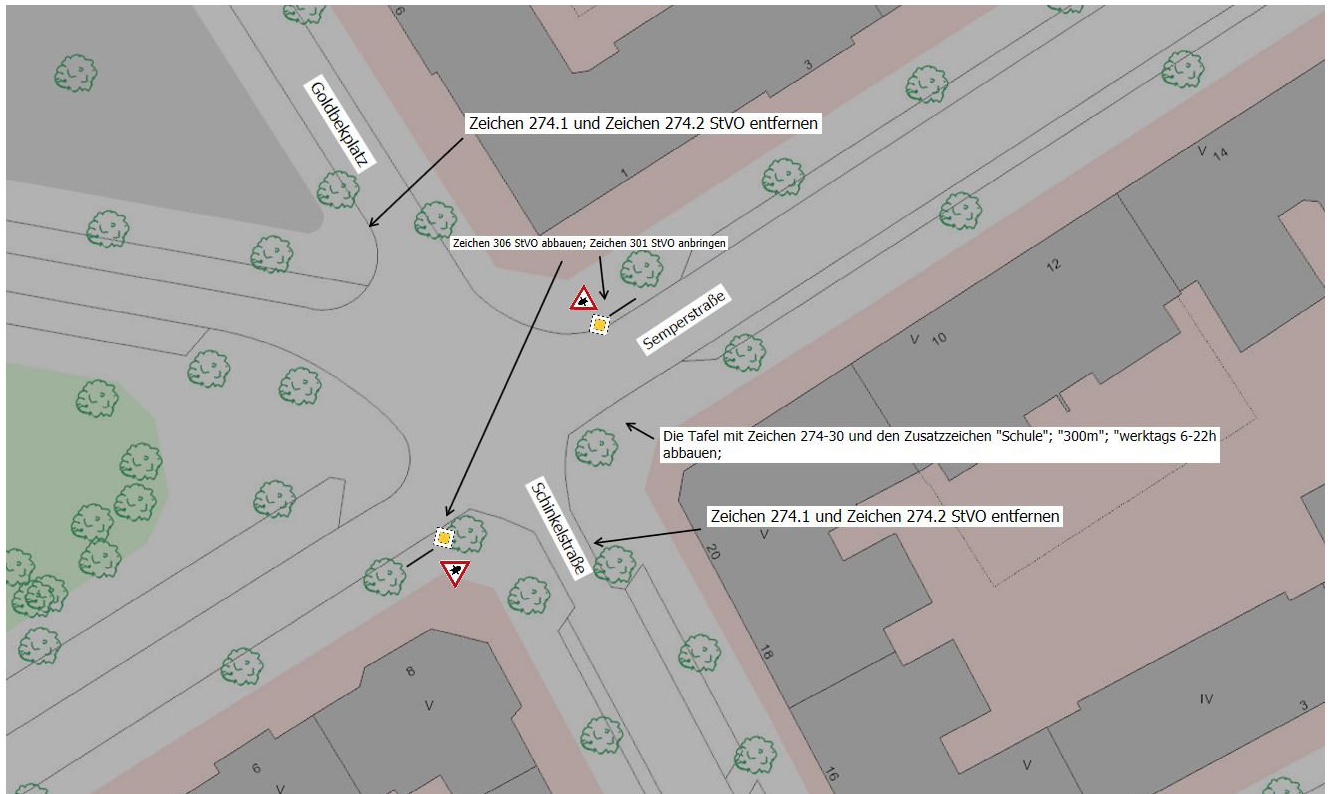 6
3
Goldbekplatz
Zeichen 274.1 und Zeichen 274.2 StVO entfernen
V 14
1
Zeichen 306 StVO abbauen; Zeichen 301 StVO anbringen
12
Semperstraße
V 10
Die Tafel mit Zeichen 274-30 und den Zusatzzeichen "Schule"; "300m"; "werktags 6-22h
abbauen;
Schinkelstraße
Zeichen 274.1 und Zeichen 274.2 StVO entfernen
V
20
18
8
V
IV
3
6
V
16
V